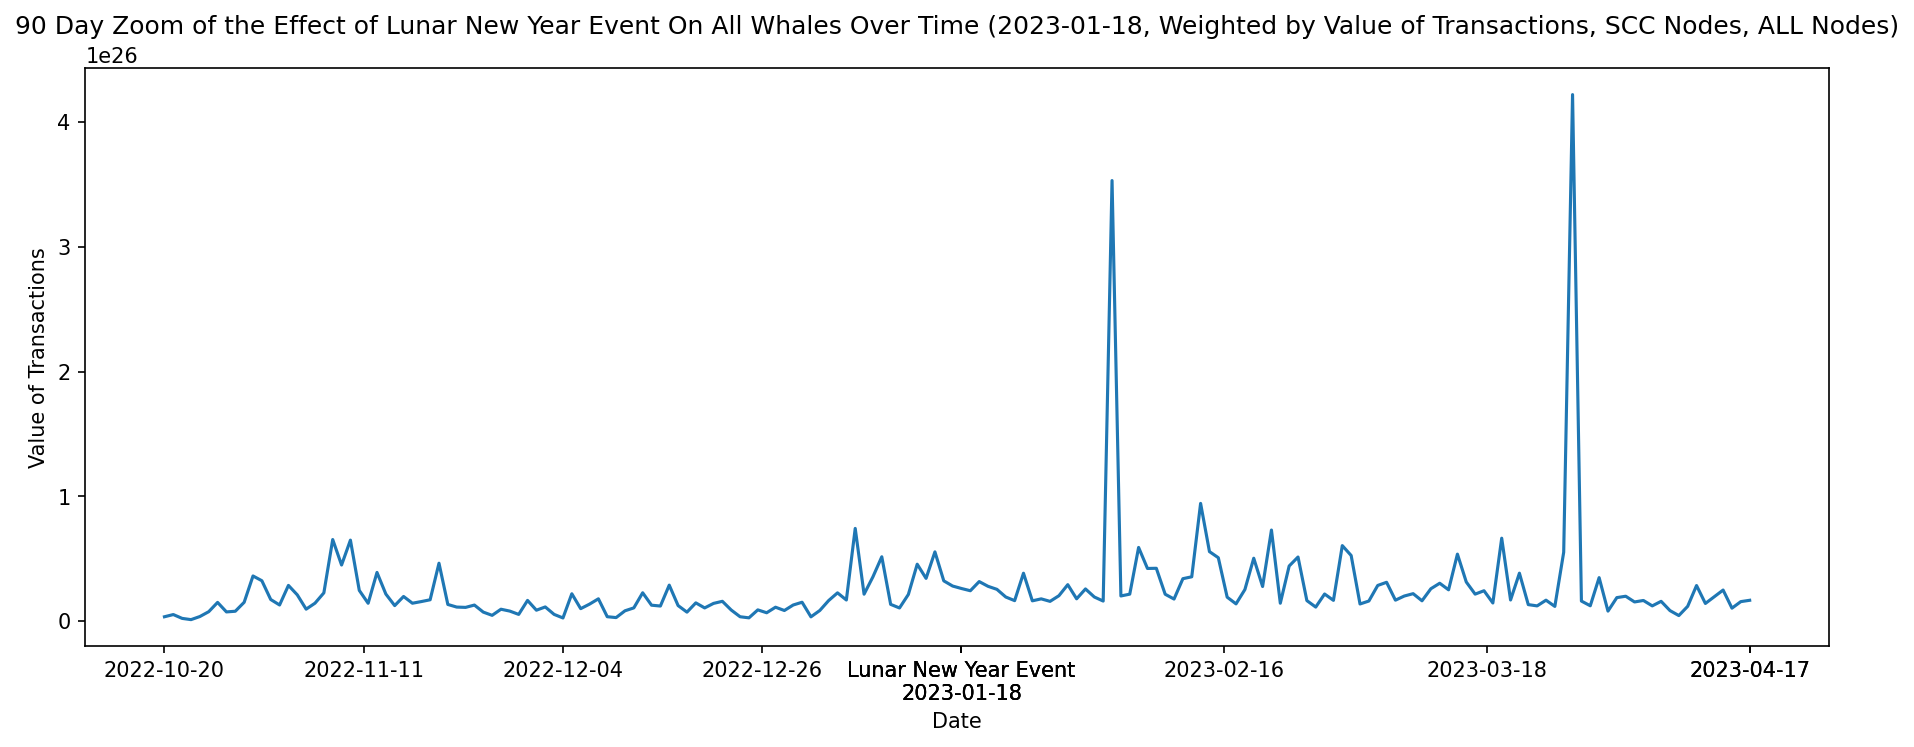 90 Day Zoom of the Effect of Lunar New Year Event On All Whales Over Time (2023-01-18, Weighted by Value of Transactions, SCC Nodes, ALL Nodes)
1e26
4
3
2
1
0
Value of Transactions
2022-10-20
2022-11-11
2022-12-04
2022-12-26
Lunar New Year Event
2023-01-18
2023-02-16
2023-03-18
2023-04-17
Date